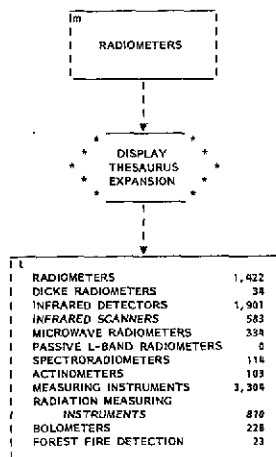 m
RADIOMETERS
DISPLAY
THESAURUS
EXPANSION
t
RADIOMETERS 1,422
DICKE RADIOMETERS 34
INFRARED DETECTORS 1,901
INFRARED SCANNERS 583
MICROWAVE RADIOMETERS 334
PASSIVE L-BAND RADIOMETERS 0
SPECTRORADIOMETERS 114
ACTINOMETERS 103
MEASURING INSTRUMENTS 3,304
RADIATION MEASURING
INSTRUMENTS 810
BOLOMETERS 228
FOREST FIRE DETECTION 23